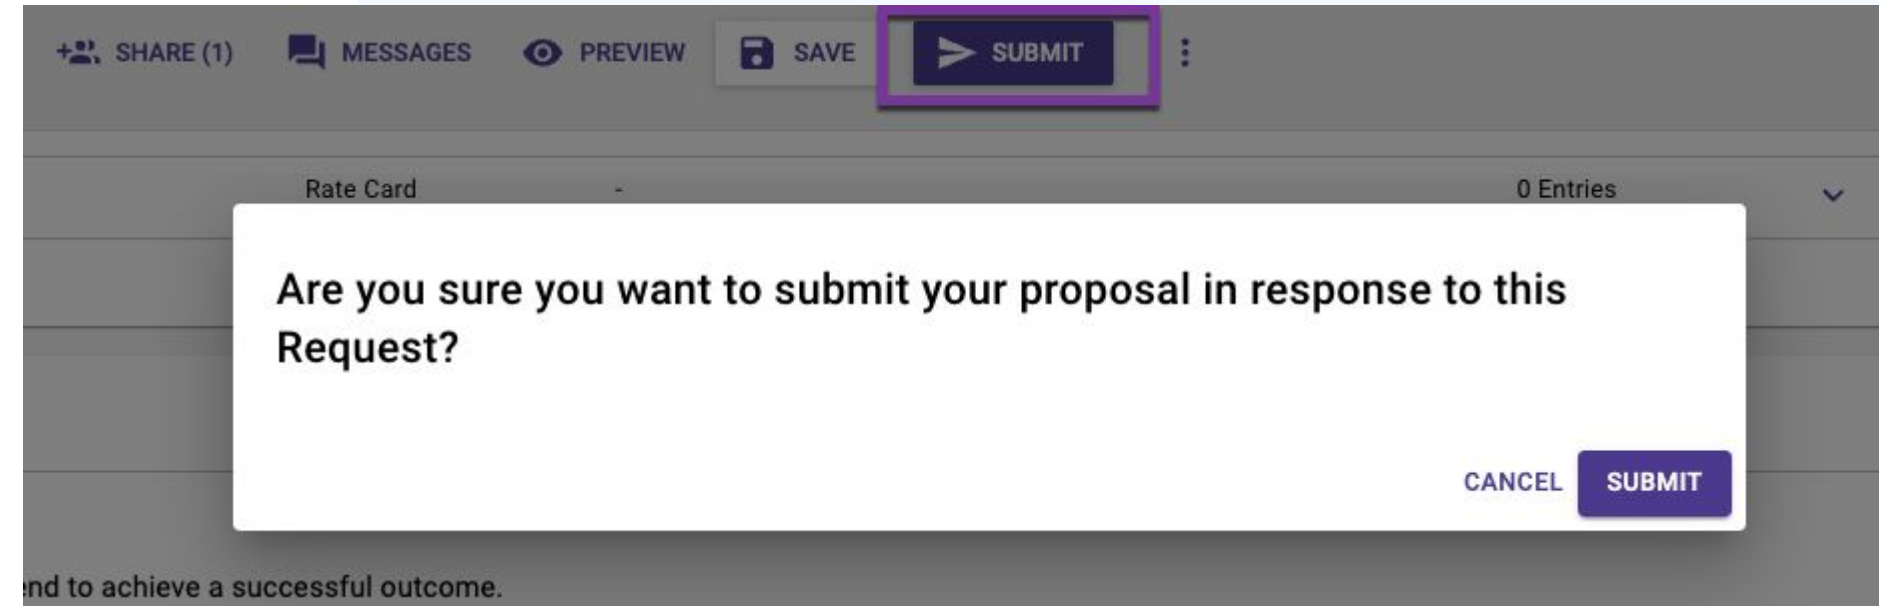 SHARE (1) MESSAGES PREVIEW SAVE SUBMIT
Rate Card - 0 Entries
Are you sure you want to submit your proposal in response to this
Request?
CANCEL SUBMIT
to achieve a successful outcome.